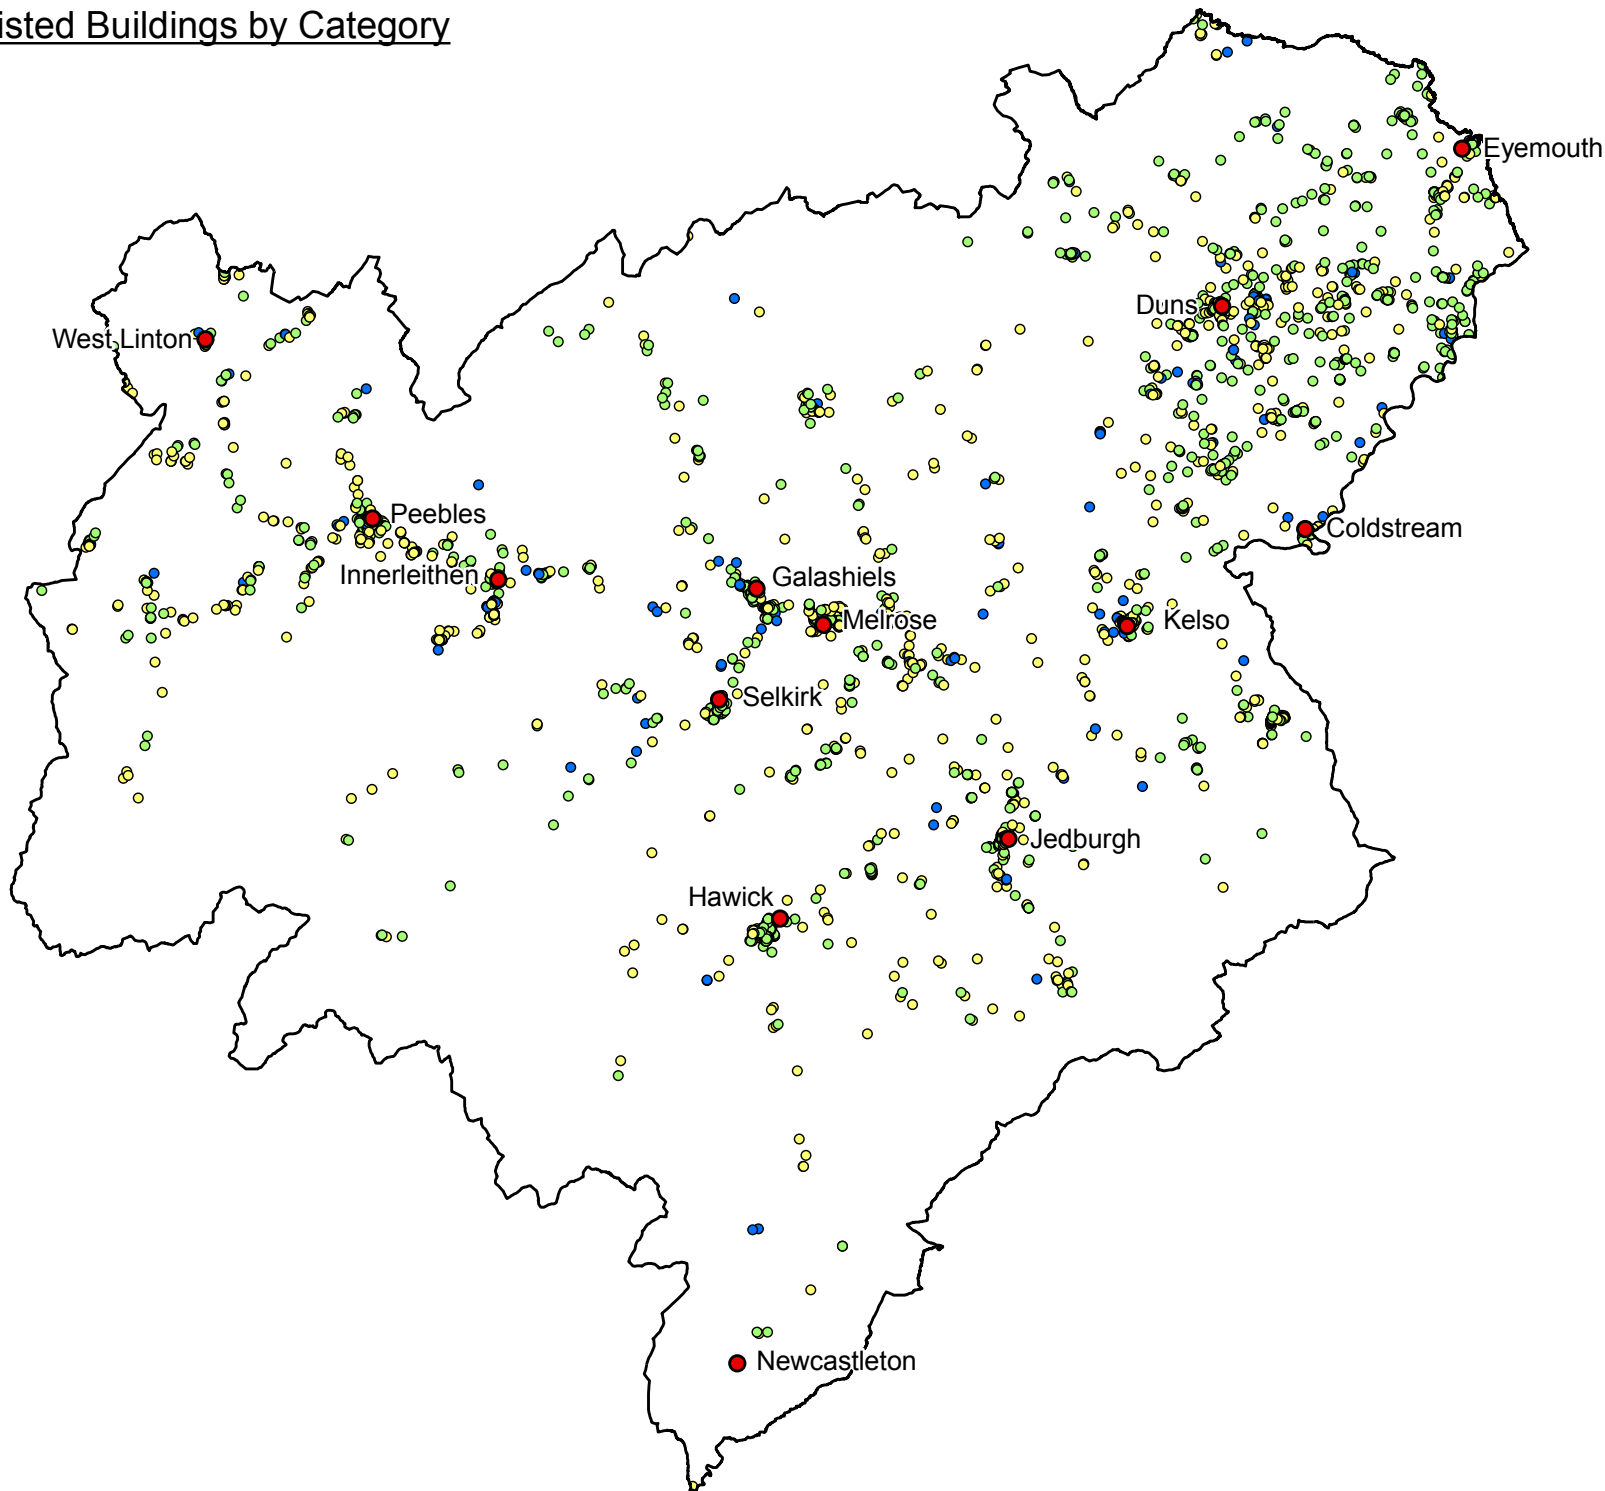 isted Buildings by Category
Eyemouth
Duns
West Linton
Peebles
Coldstream
Innerleithen
Galashiels
Melrose
Kelso
Selkirk
Jedburgh
Hawick
Newcastleton